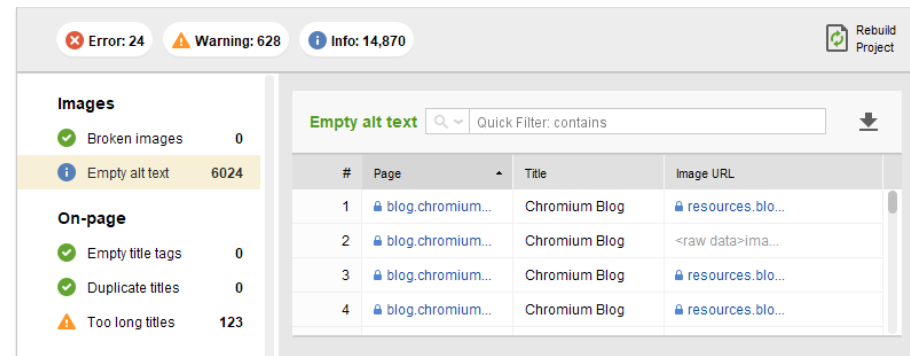 Error: 24 Warning: 628 Info: 14,870 Rebuild Project
Images
Broken images 0
Empty alt text 6024
On-page
Empty title tags 0
Duplicate titles 0
Too long titles 123
Empty alt text Quick Filter: contains
# Page Title Image URL
1 blog.chromium... Chromium Blog resources.blo...
2 blog.chromium... Chromium Blog <raw data>ima...
3 blog.chromium... Chromium Blog resources.blo...
4 blog.chromium... Chromium Blog resources.blo...